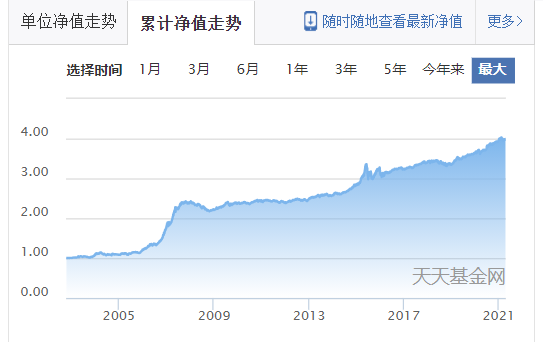 单位净值走势 累计净值走势 随时随地查看最新净值 更多>
选择时间 1月 3月 6月 1年 3年 5年 今年来 最大
4.00
3.00
2.00
1.00
天天基金网
0.00
2005 2009 2013 2017 2021